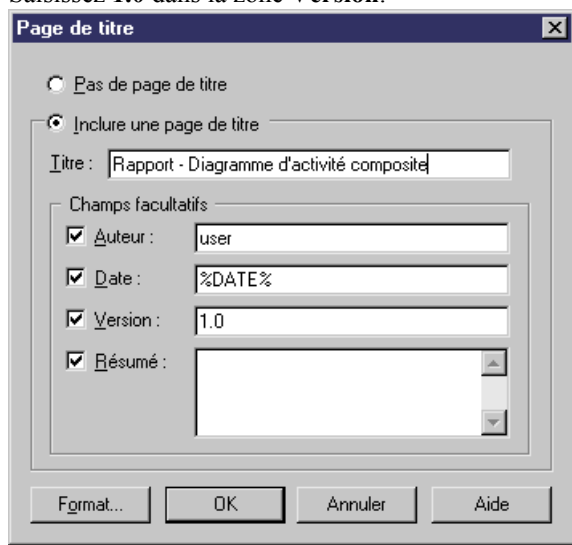 Saisissez 1.0 dans la zone Version.
Page de titre
Pas de page de titre
Inclure une page de titre
Titre : Rapport - Diagramme d'activité composite
Champs facultatifs
Auteur : user
Date : %DATE%
Version : 1.0
Résumé :
Format... OK Annuler Aide